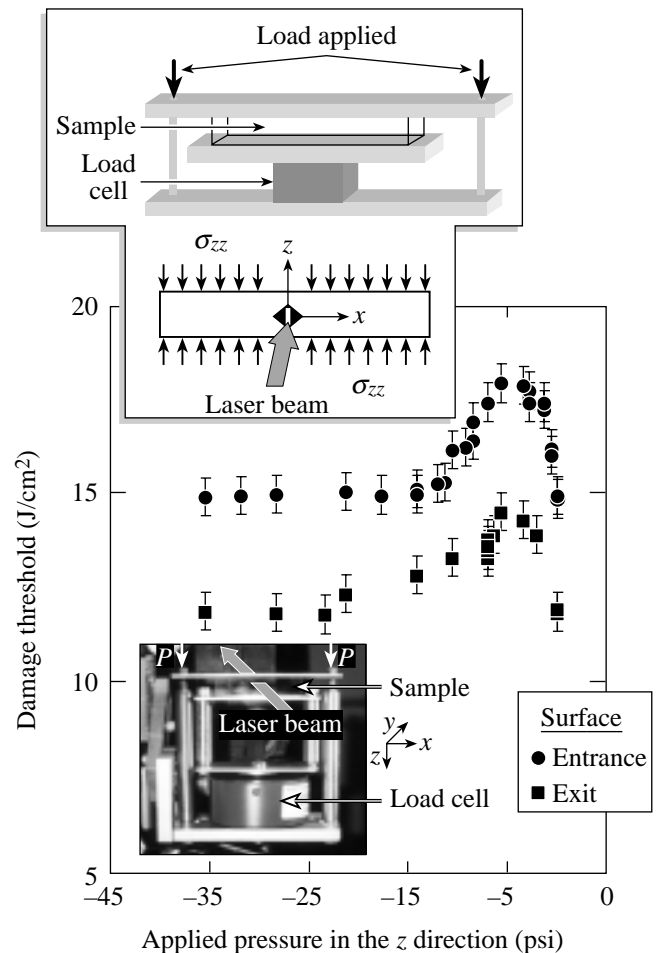 Load applied
Sample
Load
cell
σzz
z
x
Laser beam
σzz
20
15
10
5
Damage threshold (J/cm²)
P
P
Sample
Laser beam
y
z
x
Load cell
Surface
Entrance
Exit
–45
–35
–25
–15
–5
0
Applied pressure in the z direction (psi)